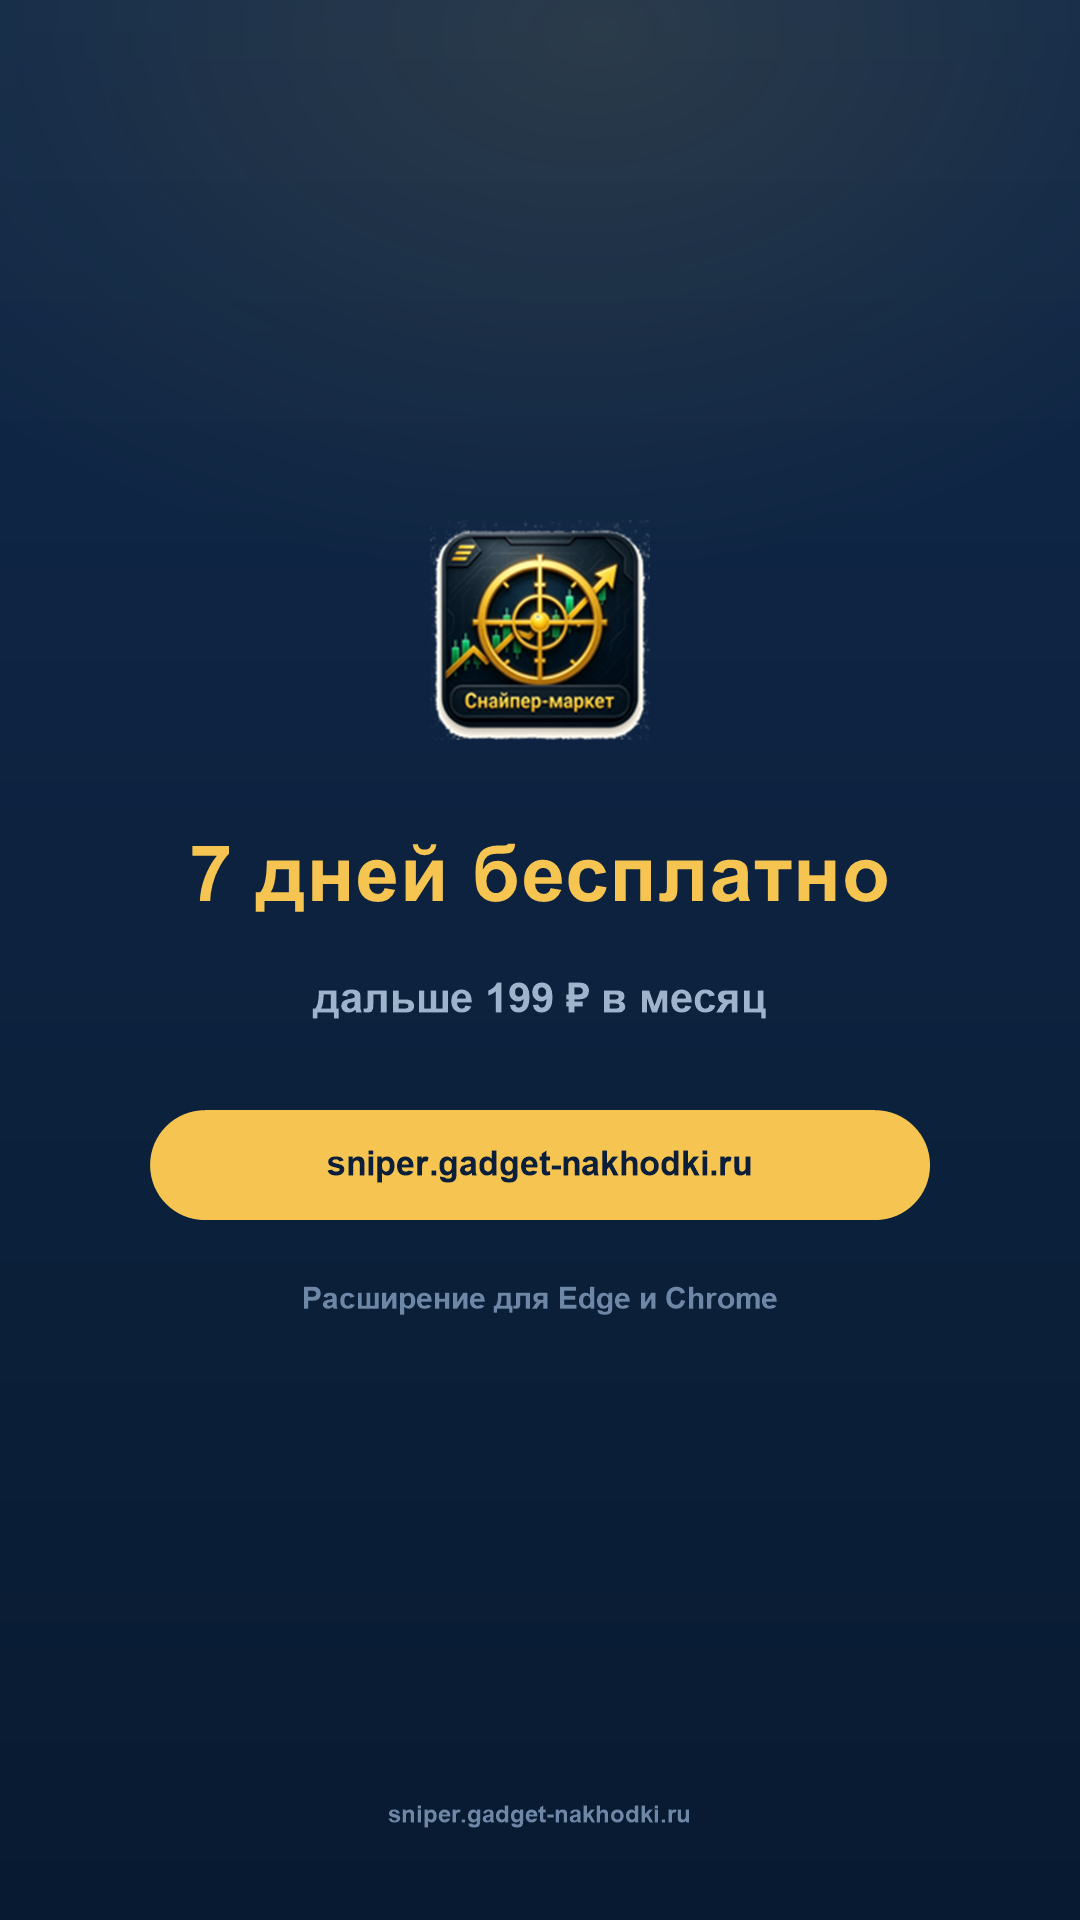 Снайпер-маркет
7 дней бесплатно
дальше 199 ₽ в месяц
sniper.gadget-nakhodki.ru
Расширение для Edge и Chrome
sniper.gadget-nakhodki.ru